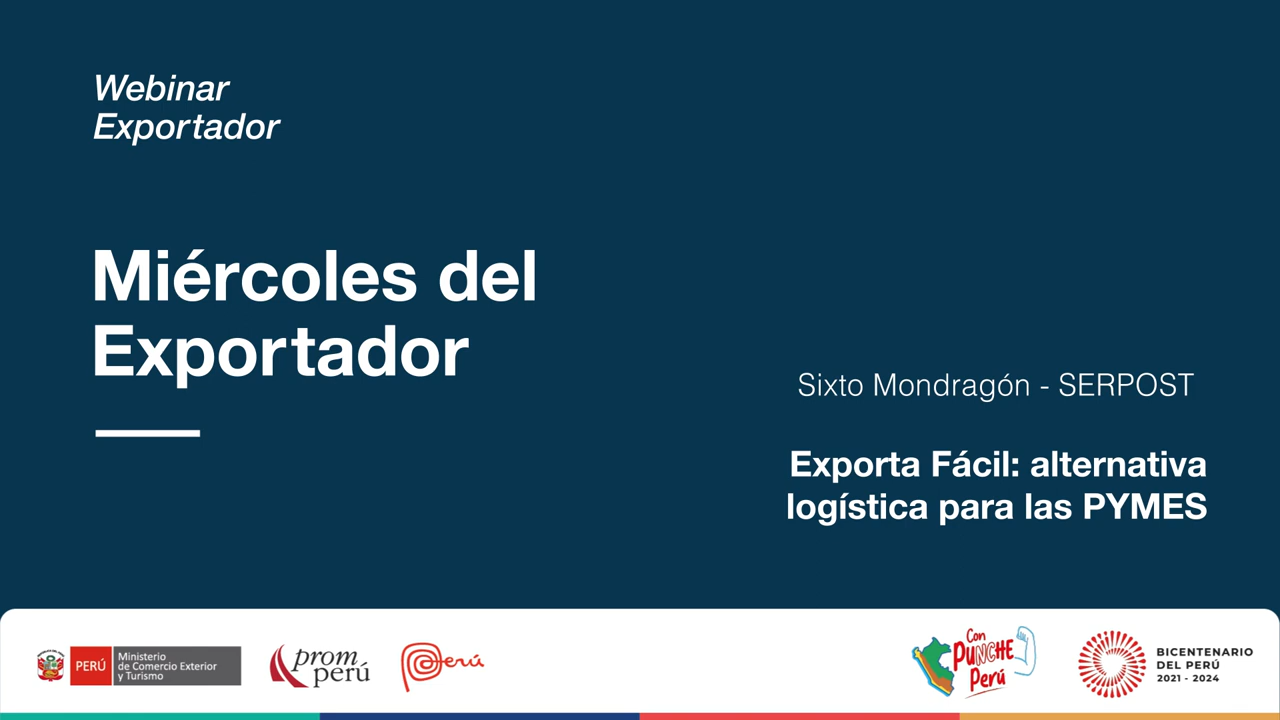 Webinar
Exportador
Miércoles del
Exportador
Sixto Mondragón - SERPOST
Exporta Fácil: alternativa
logística para las PYMES
PERÚ
Ministerio
de Comercio Exterior
y Turismo
prom
perú
Perú
Con
PUNCHE
Perú
BICENTENARIO
DEL PERÚ
2021 - 2024